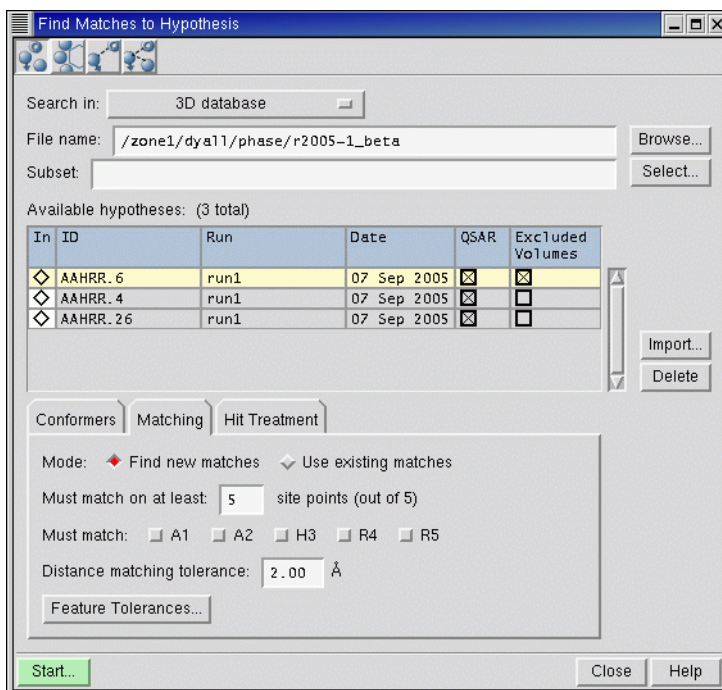 Find Matches to Hypothesis
Search in: 3D database
File name: /zone1/dyall/phase/r2005-1_beta Browse...
Subset: Select...
Available hypotheses: (3 total)
In ID Run Date QSAR Excluded Volumes
AAHRR.6 run1 07 Sep 2005
AAHRR.4 run1 07 Sep 2005
AAHRR.26 run1 07 Sep 2005
Import...
Delete
Conformers Matching Hit Treatment
Mode: Find new matches Use existing matches
Must match on at least: 5 site points (out of 5)
Must match: A1 A2 H3 R4 R5
Distance matching tolerance: 2.00 Å
Feature Tolerances...
Start... Close Help